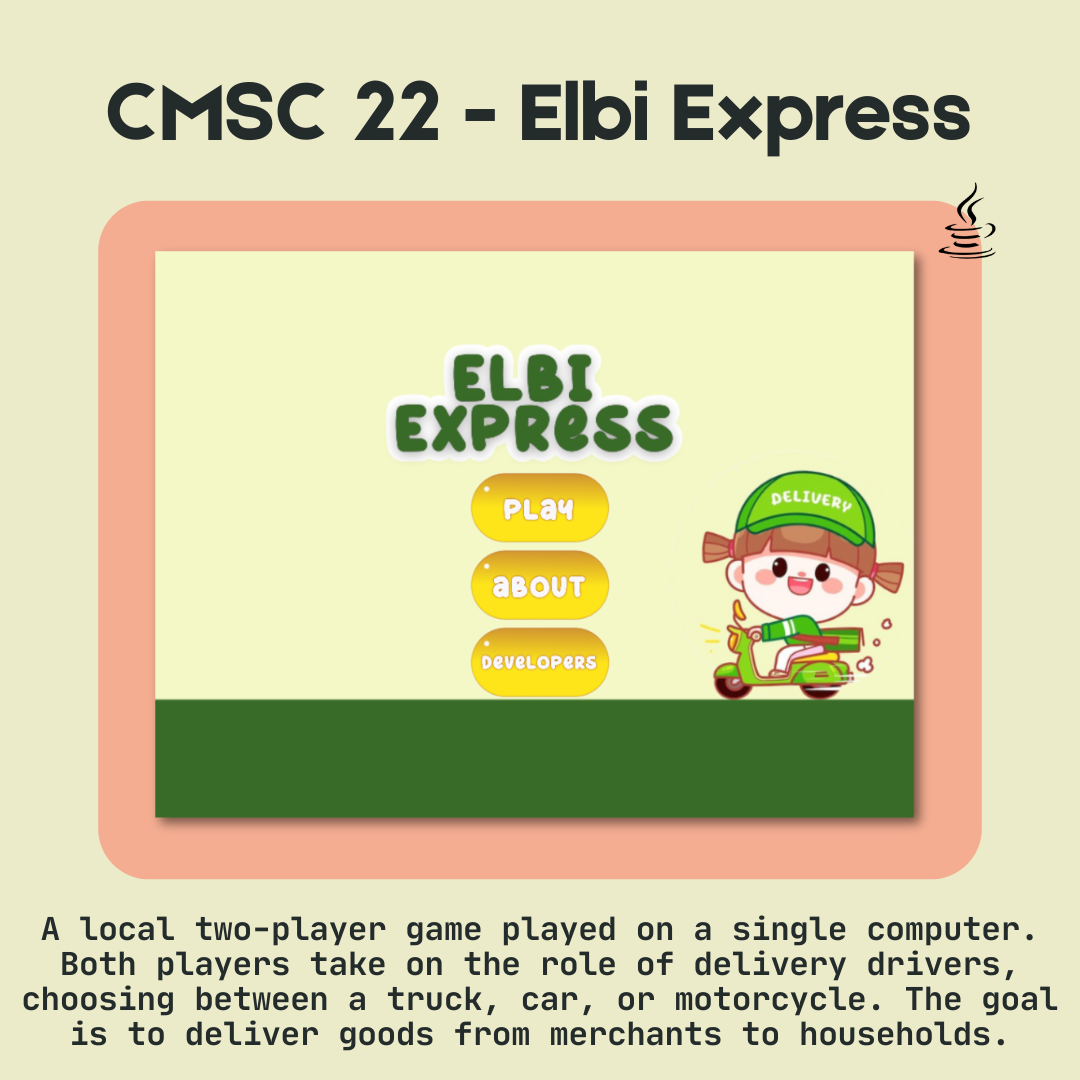 CMSC 22 - Elbi Express
ELBI
EXPReSS
PLay
aBOUT
DeveLOPeRS
DELIVERY
A local two-player game played on a single computer.
Both players take on the role of delivery drivers,
choosing between a truck, car, or motorcycle. The goal
is to deliver goods from merchants to households.